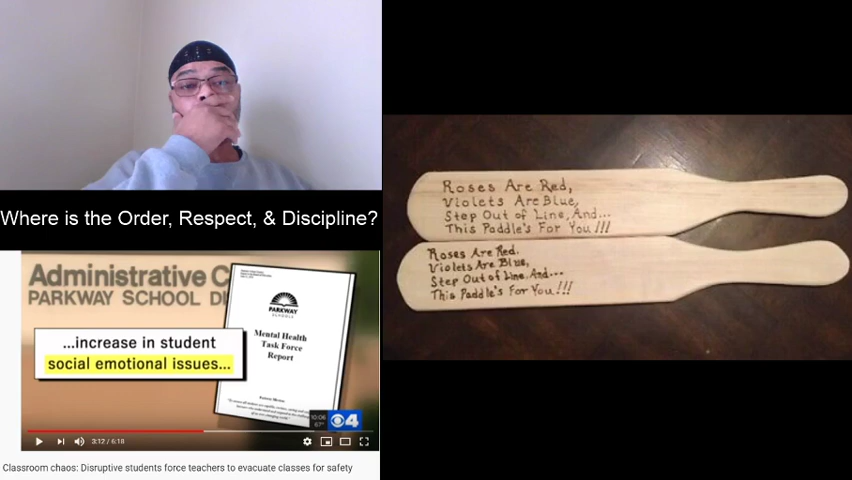 Where is the Order, Respect, & Discipline?
Administrative C
PARKWAY SCHOOL DI
PARKWAY
SCHOOLS
Mental Health
Task Force
Report
...increase in student
social emotional issues...
10:06
67°
4
3:12 / 6:18
Classroom chaos: Disruptive students force teachers to evacuate classes for safety
Roses Are Red,
Violets Are Blue,
Step Out of Line, And...
This Paddle's For You!!!
Roses Are Red,
Violets Are Blue,
Step Out of Line, And...
This Paddle's For You!!!